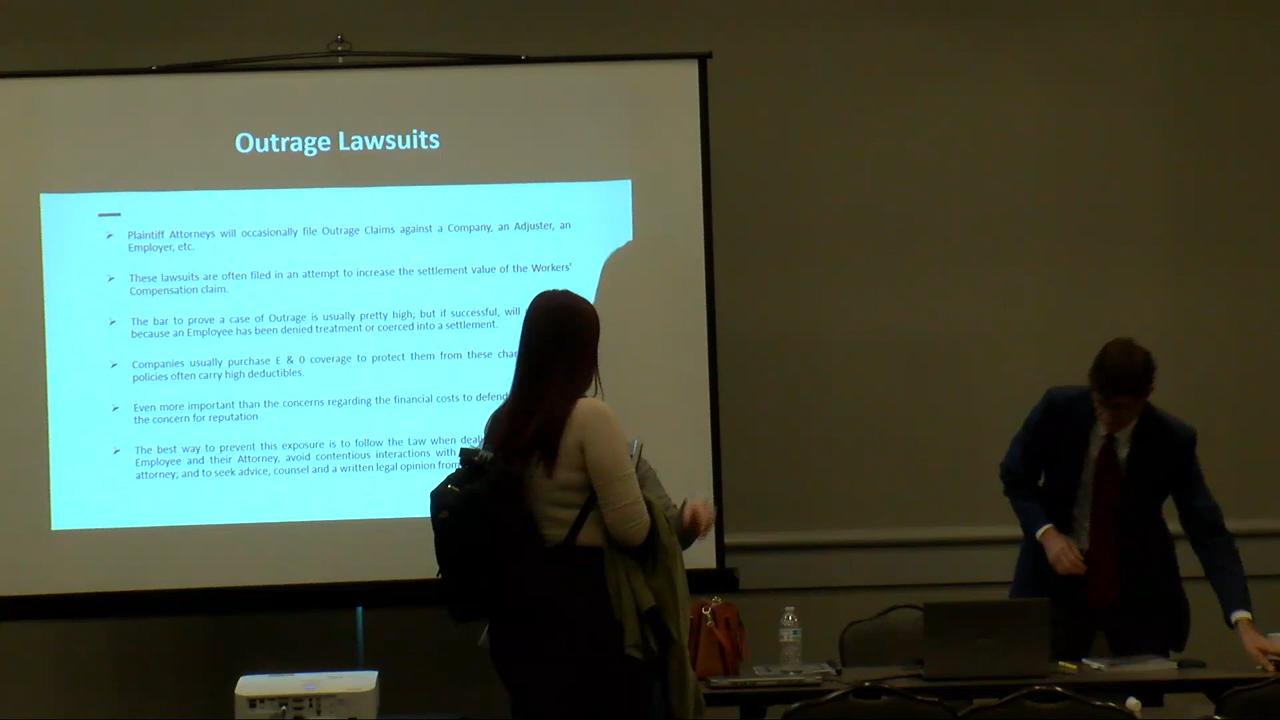 Outrage Lawsuits
Plaintiff Attorneys will occasionally file Outrage Claims against a Company, an Adjuster, an
Employer, etc.
These lawsuits are often filed in an attempt to increase the settlement value of the Workers'
Compensation claim.
The bar to prove a case of Outrage is usually pretty high; but if successful, will
because an Employee has been denied treatment or coerced into a settlement.
Companies usually purchase E & O coverage to protect them from these
policies often carry high deductibles.
Even more important than the concerns regarding the financial costs to defend
the concern for reputation
The best way to prevent this exposure is to follow the Law when
Employee and their Attorney, avoid contentious interactions with
attorney; and to seek advice, counsel and a written legal opinion from